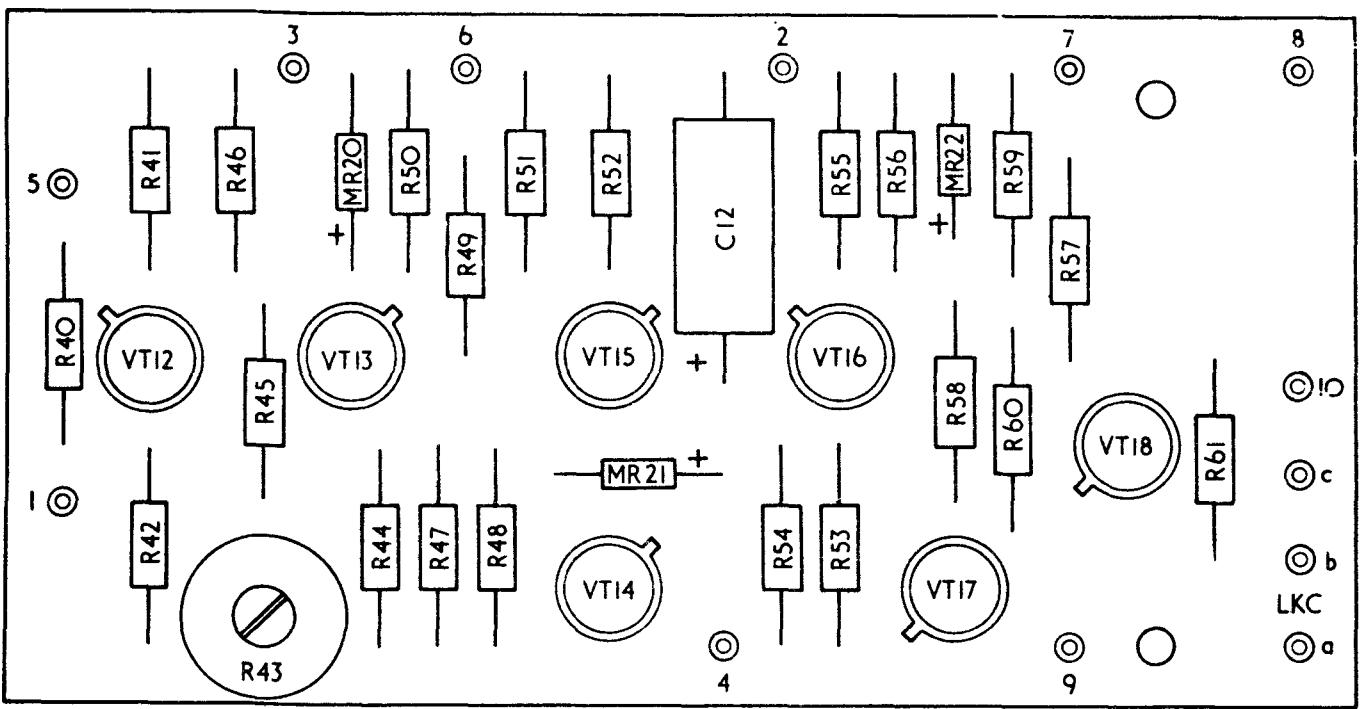 3
6
2
7
8
R41
R46
MR20
+
R50
R49
R51
R52
C12
+
R55
R56
MR22
+
R59
R57
5
R40
VT12
R45
VT13
VT15
VT16
R58
R60
VT18
R61
10
c
1
R42
R43
R44
R47
R48
MR21
+
VT14
R54
R53
VT17
b
LKC
a
4
9